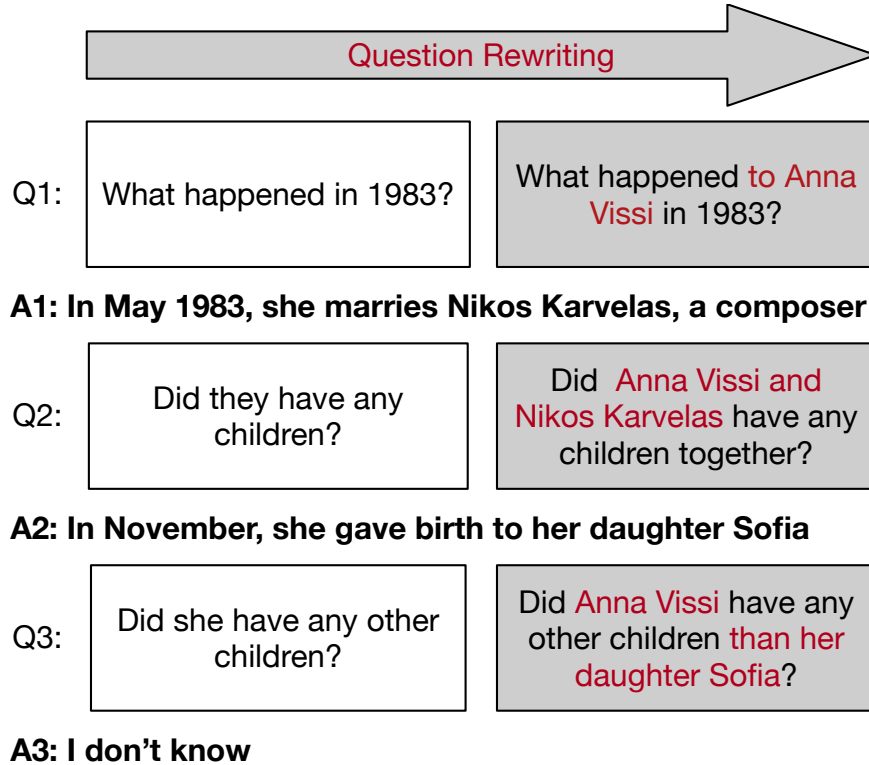 Question Rewriting
Q1:
What happened in 1983?
What happened to Anna
Vissi in 1983?
A1: In May 1983, she marries Nikos Karvelas, a composer
Q2:
Did they have any
children?
Did Anna Vissi and
Nikos Karvelas have any
children together?
A2: In November, she gave birth to her daughter Sofia
Q3:
Did she have any other
children?
Did Anna Vissi have any
other children than her
daughter Sofia?
A3: I don’t know